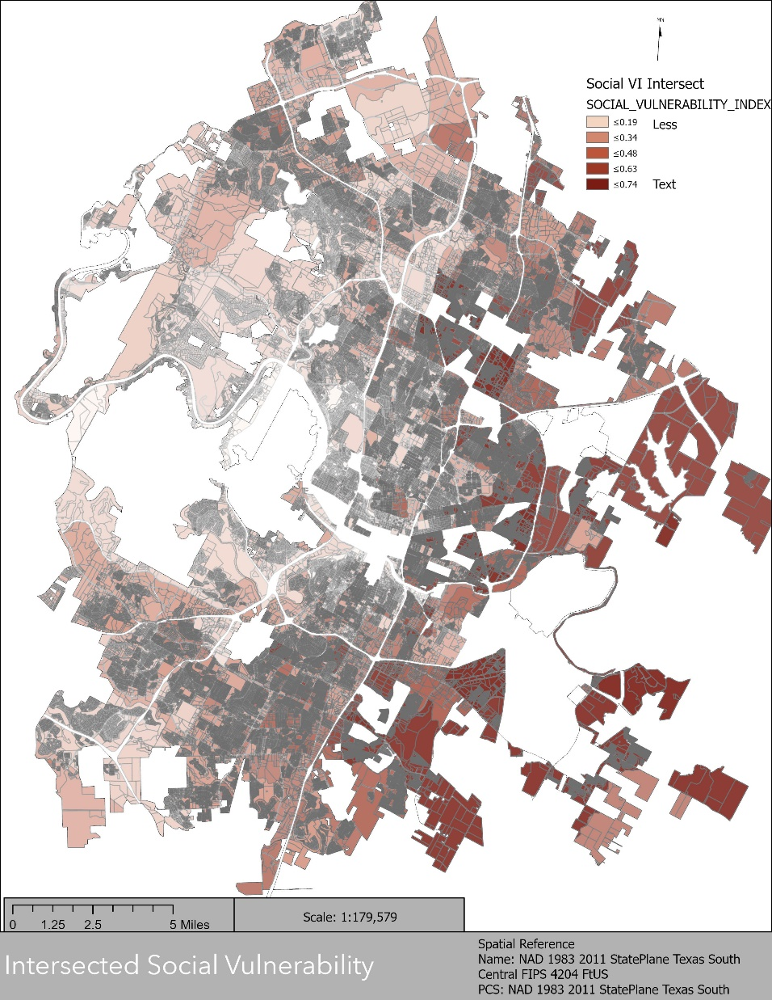 MN
Social VI Intersect
SOCIAL_VULNERABILITY_INDEX
≤0.19 Less
≤0.34
≤0.48
≤0.63
≤0.74 Text
0 1.25 2.5 5 Miles
Scale: 1:179,579
Intersected Social Vulnerability
Spatial Reference
Name: NAD 1983 2011 StatePlane Texas South
Central FIPS 4204 FtUS
PCS: NAD 1983 2011 StatePlane Texas South